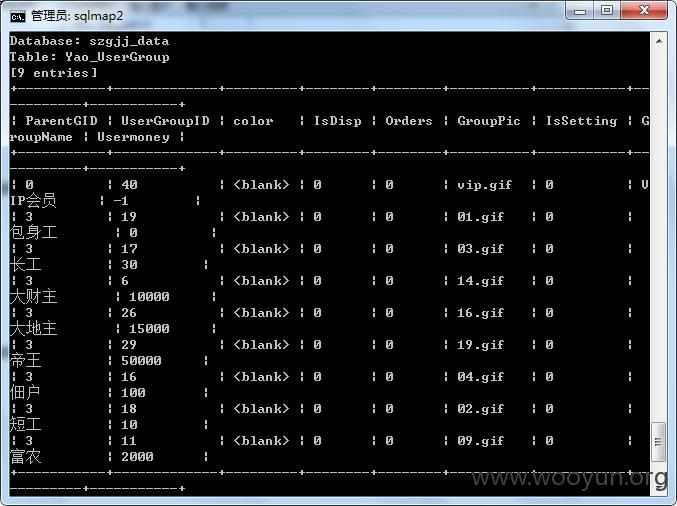 管理员: sqlmap2
Database: szgjj_data
Table: Yao_UserGroup
[9 entries]
+-----------+-------------+---------+--------+--------+----------+-----------+--
---------+-----------+
| ParentGID | UserGroupID | color   | IsDisp | Orders | GroupPic | IsSetting | G
roupName | Usermoney |
+-----------+-------------+---------+--------+--------+----------+-----------+--
---------+-----------+
| 0         | 40          | <blank> | 0      | 0      | vip.gif  | 0         | V
IP会员     | -1        |
| 3         | 19          | <blank> | 0      | 0      | 01.gif   | 0         |
包身工       | 0         |
| 3         | 17          | <blank> | 0      | 0      | 03.gif   | 0         |
长工       | 30        |
| 3         | 6           | <blank> | 0      | 0      | 14.gif   | 0         |
大财主       | 10000     |
| 3         | 26          | <blank> | 0      | 0      | 16.gif   | 0         |
大地主       | 15000     |
| 3         | 29          | <blank> | 0      | 0      | 19.gif   | 0         |
帝王       | 50000     |
| 3         | 16          | <blank> | 0      | 0      | 04.gif   | 0         |
佃户       | 100       |
| 3         | 18          | <blank> | 0      | 0      | 02.gif   | 0         |
短工       | 10        |
| 3         | 11          | <blank> | 0      | 0      | 09.gif   | 0         |
富农       | 2000      |
+-----------+-------------+---------+--------+--------+----------+-----------+--
---------+-----------+
www.wooyun.org